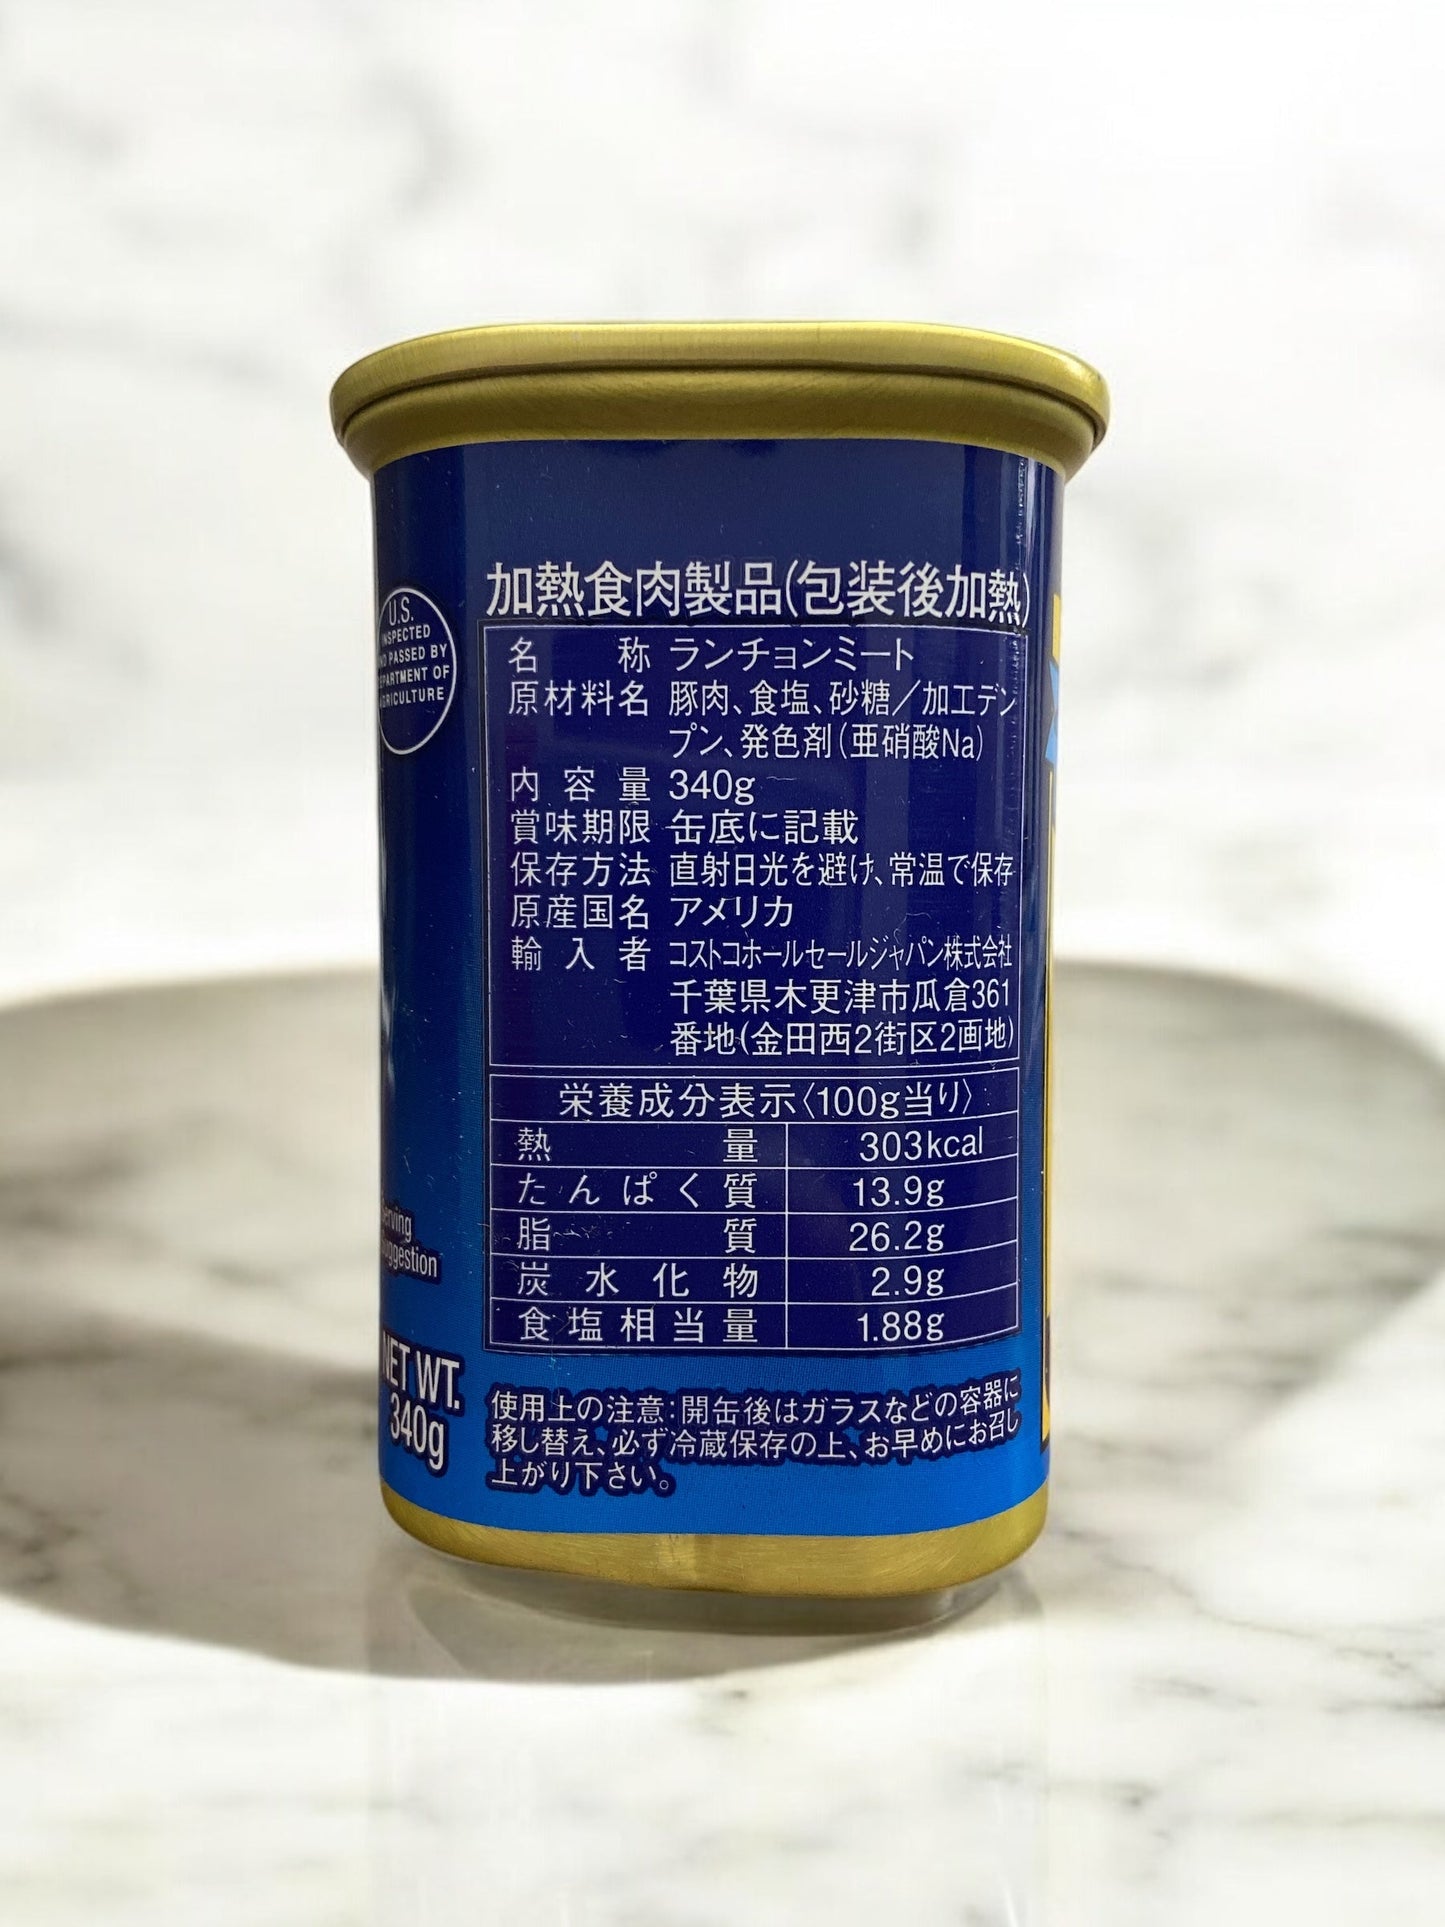 加熱食肉製品(包装後加熱)
名称 ランチョンミート
原材料名 豚肉、食塩、砂糖／加工デン
プン、発色剤(亜硝酸Na)
内容量 340g
賞味期限 缶底に記載
保存方法 直射日光を避け、常温で保存
原産国名 アメリカ
輸入者 コストコホールセールジャパン株式会社
千葉県木更津市瓜倉361
番地(金田西2街区2画地)
栄養成分表示〈100g当り〉
熱量 303kcal
たんぱく質 13.9g
脂質 26.2g
炭水化物 2.9g
食塩相当量 1.88g
使用上の注意:開缶後はガラスなどの容器に
移し替え、必ず冷蔵保存の上、お早めにお召し
上がり下さい。
U.S.
INSPECTED
PASSED BY
DEPARTMENT OF
AGRICULTURE
Serving
Suggestion
NET WT.
340g